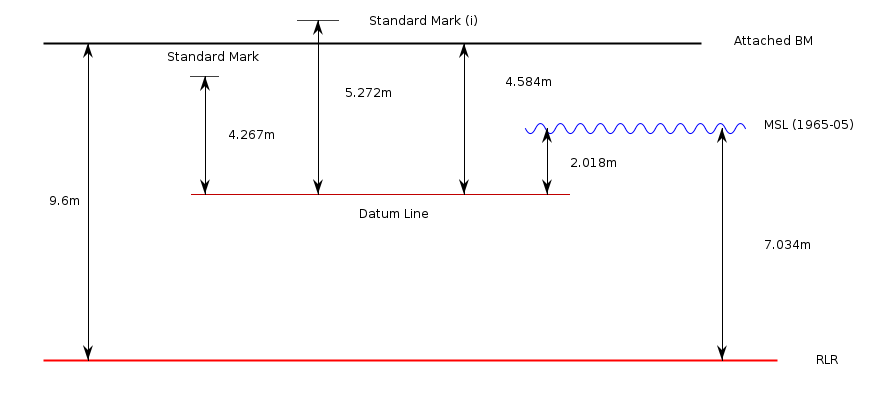 Standard Mark (i)
Attached BM
Standard Mark
4.584m
5.272m
MSL (1965-05)
4.267m
2.018m
9.6m
Datum Line
7.034m
RLR